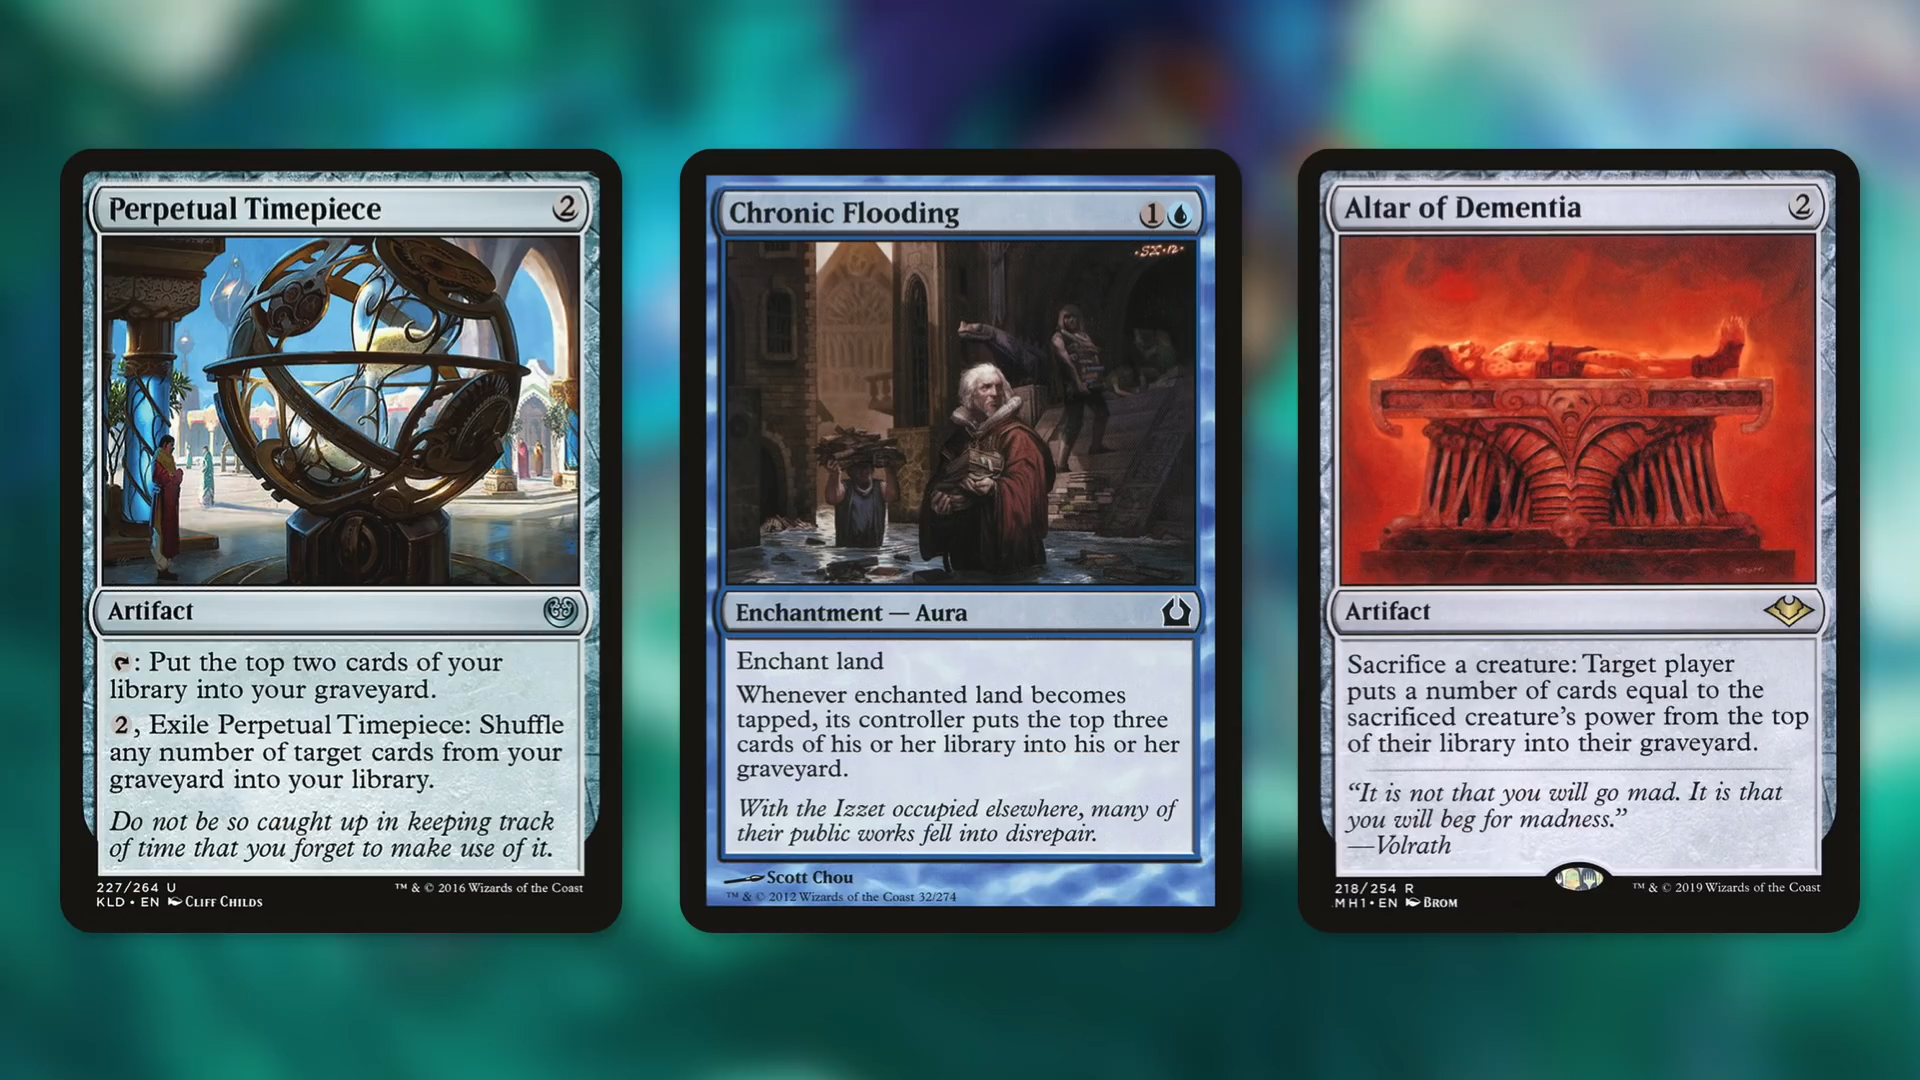 Perpetual Timepiece 2
Artifact
: Put the top two cards of your
library into your graveyard.
2, Exile Perpetual Timepiece: Shuffle
any number of target cards from your
graveyard into your library.
Do not be so caught up in keeping track
of time that you forget to make use of it.
227/264 U
KLD • EN CLIFF CHILDS
™ & © 2016 Wizards of the Coast
Chronic Flooding 1
·SX·12·
Enchantment — Aura
Enchant land
Whenever enchanted land becomes
tapped, its controller puts the top three
cards of his or her library into his or her
graveyard.
With the Izzet occupied elsewhere, many of
their public works fell into disrepair.
Scott Chou
™ & © 2012 Wizards of the Coast 32/274
Altar of Dementia 2
Artifact
Sacrifice a creature: Target player
puts a number of cards equal to the
sacrificed creature's power from the top
of their library into their graveyard.
“It is not that you will go mad. It is that
you will beg for madness.”
—Volrath
218/254 R
MH1 • EN BROM
™ & © 2019 Wizards of the Coast